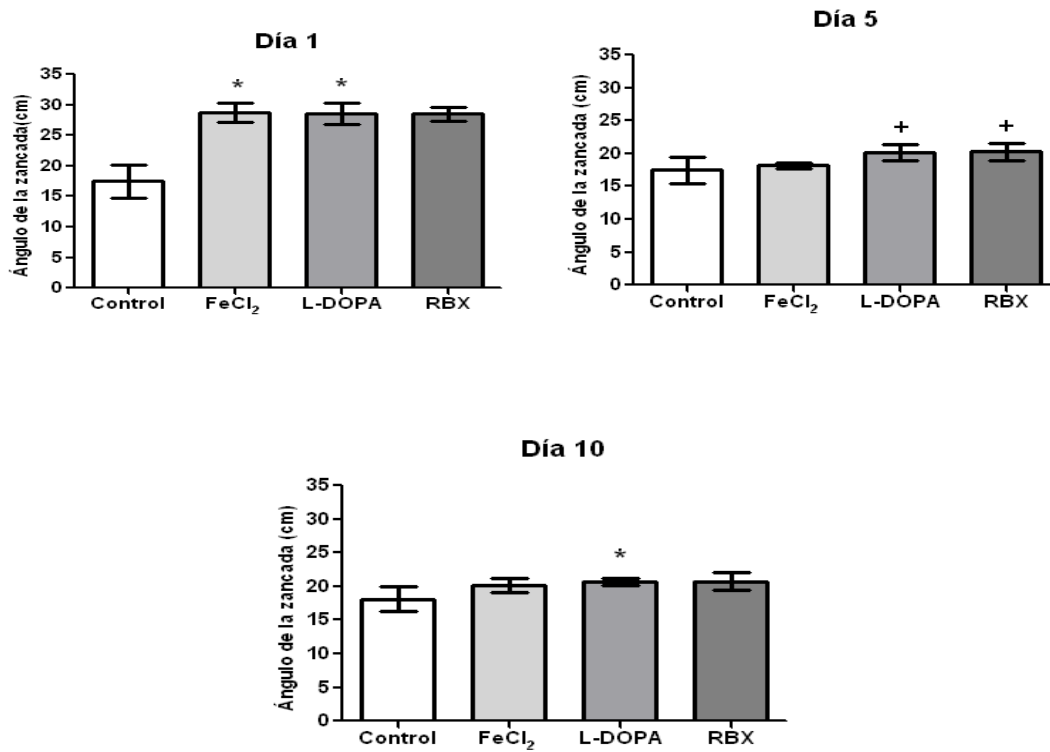 Día 1
Ángulo de la zancada(cm)
35
30
25
20
15
10
5
0
*
*
Control
FeCl₂
L-DOPA
RBX
Día 5
Ángulo de la zancada (cm)
35
30
25
20
15
10
5
0
+
+
Control
FeCl₂
L-DOPA
RBX
Día 10
Ángulo de la zancada (cm)
35
30
25
20
15
10
5
0
*
Control
FeCl₂
L-DOPA
RBX